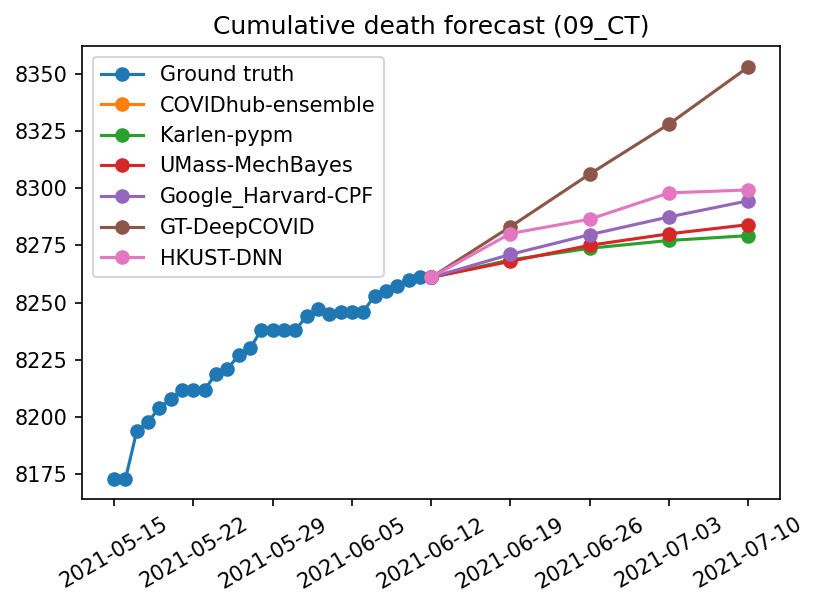 Cumulative death forecast (09_CT)
8350
8325
8300
8275
8250
8225
8200
8175
Ground truth
COVIDhub-ensemble
Karlen-pypm
UMass-MechBayes
Google_Harvard-CPF
GT-DeepCOVID
HKUST-DNN
2021-05-15
2021-05-22
2021-05-29
2021-06-05
2021-06-12
2021-06-19
2021-06-26
2021-07-03
2021-07-10